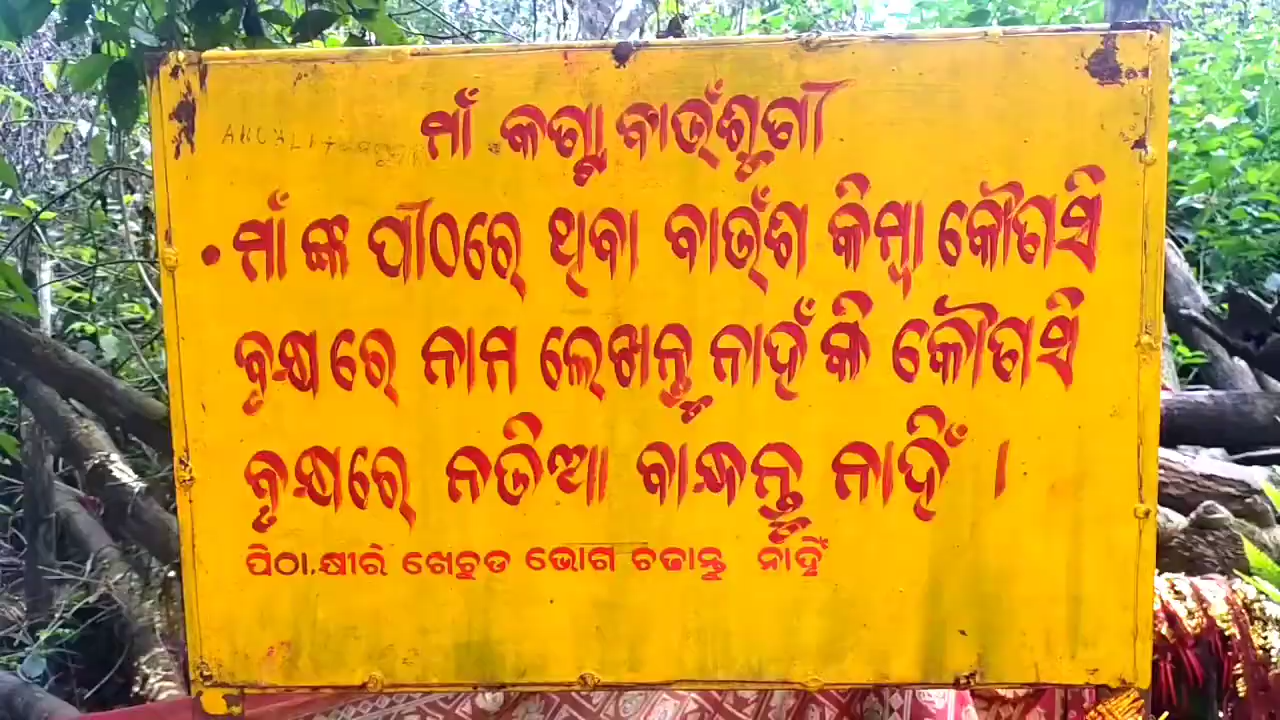 ମାଁ କଟ୍ଟା ବାଉଁଶୁଣୀ
• ମାଁ ଙ୍କ ପୀଠରେ ଥିବା ବାଉଁଶ କିମ୍ବା କୌଣସି
ବୃକ୍ଷରେ ନାମ ଲେଖନ୍ତୁ ନାହିଁ କି କୌଣସି
ବୃକ୍ଷରେ ନଡିଆ ବାନ୍ଧନ୍ତୁ ନାହିଁ ।
ପିଠା.କ୍ଷୀରି ଖେଚୁଡ ଭୋଗ ଚଢାନ୍ତୁ ନାହିଁ